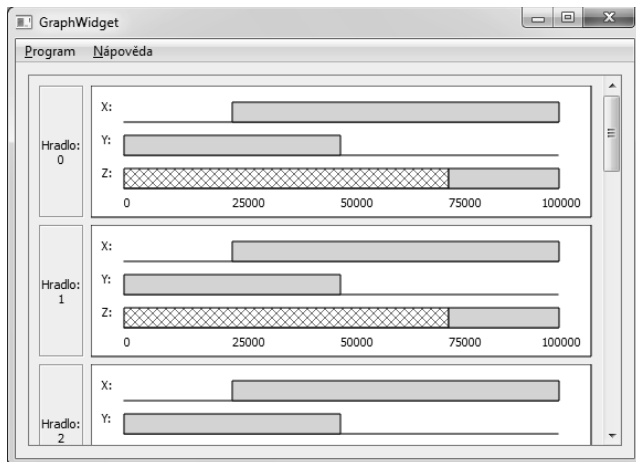 GraphWidget
Program Nápověda
Hradlo:
0
X:
Y:
Z:
0 25000 50000 75000 100000
Hradlo:
1
X:
Y:
Z:
0 25000 50000 75000 100000
Hradlo:
2
X:
Y: